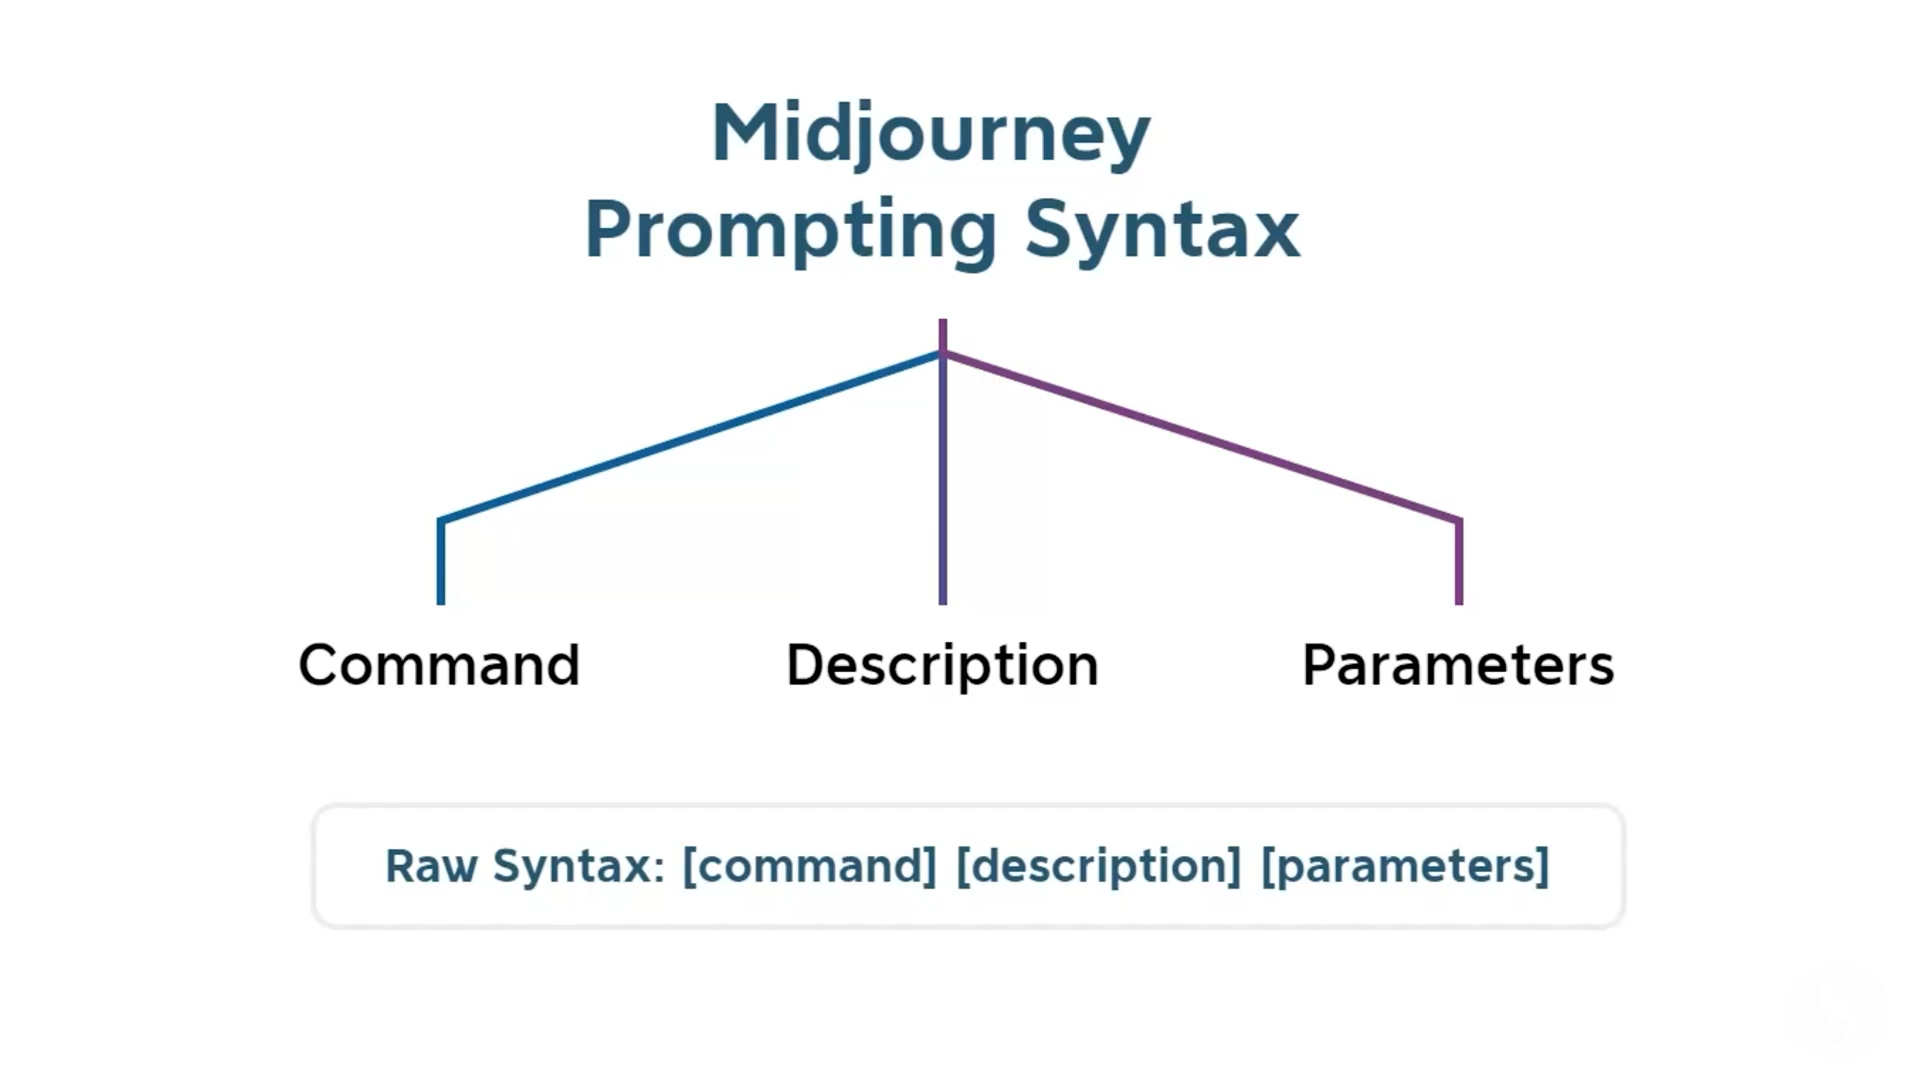 Midjourney
Prompting Syntax
Command Description Parameters
Raw Syntax: [command] [description] [parameters]